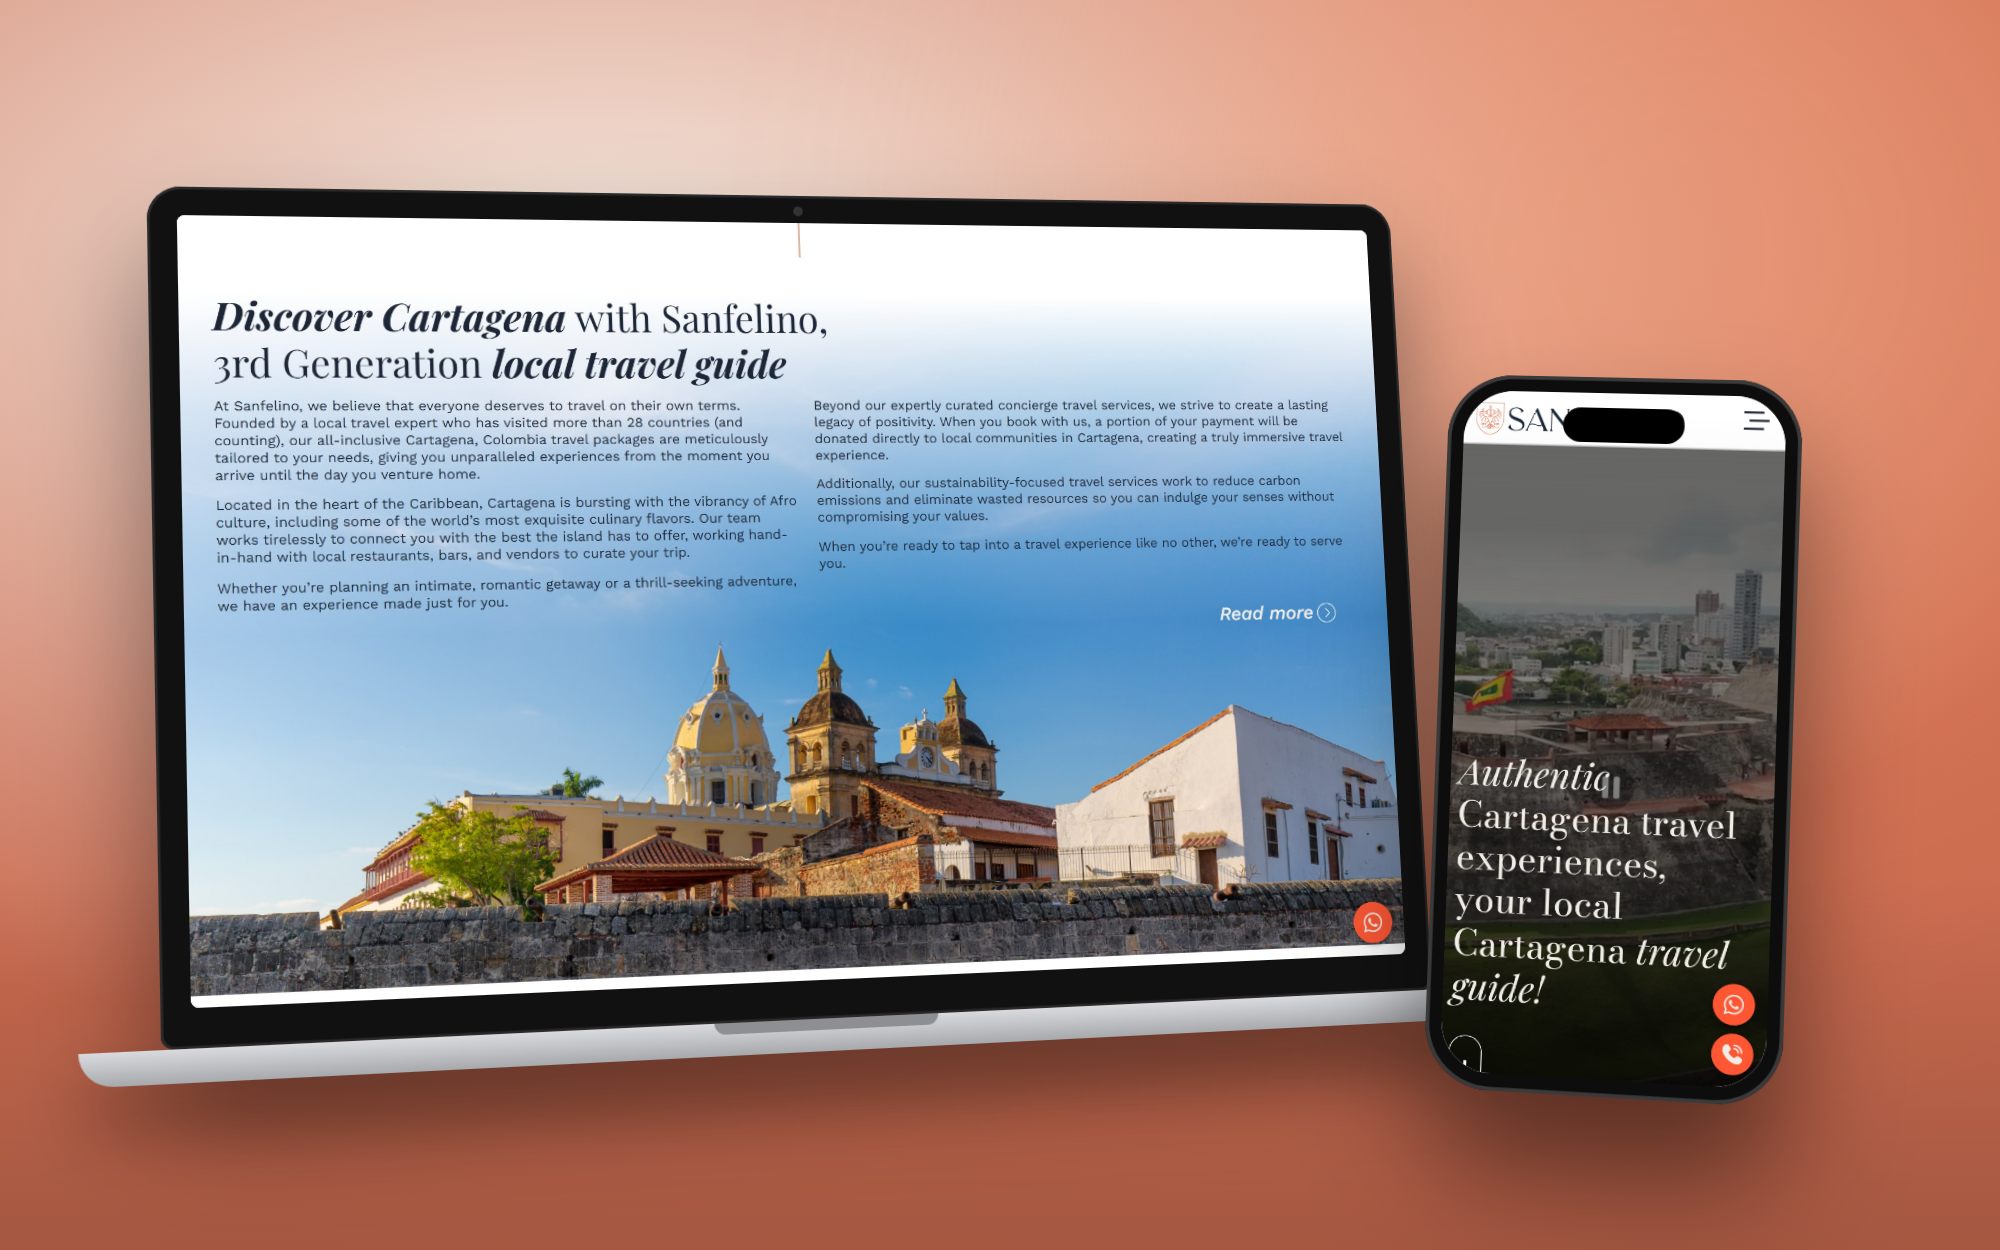 Discover Cartagena with Sanfelino,
3rd Generation local travel guide
At Sanfelino, we believe that everyone deserves to travel on their own terms.
Founded by a local travel expert who has visited more than 28 countries (and
counting), our all-inclusive Cartagena, Colombia travel packages are meticulously
tailored to your needs, giving you unparalleled experiences from the moment you
arrive until the day you venture home.
Located in the heart of the Caribbean, Cartagena is bursting with the vibrancy of Afro
culture, including some of the world's most exquisite culinary flavors. Our team
works tirelessly to connect you with the best the island has to offer, working hand-
in-hand with local restaurants, bars, and vendors to curate your trip.
Whether you're planning an intimate, romantic getaway or a thrill-seeking adventure,
we have an experience made just for you.
Beyond our expertly curated concierge travel services, we strive to create a lasting
legacy of positivity. When you book with us, a portion of your payment will be
donated directly to local communities in Cartagena, creating a truly immersive travel
experience.
Additionally, our sustainability-focused travel services work to reduce carbon
emissions and eliminate wasted resources so you can indulge your senses without
compromising your values.
When you're ready to tap into a travel experience like no other, we're ready to serve
you.
Read more
SAN
Authentic
Cartagena travel
experiences,
your local
Cartagena travel
guide!